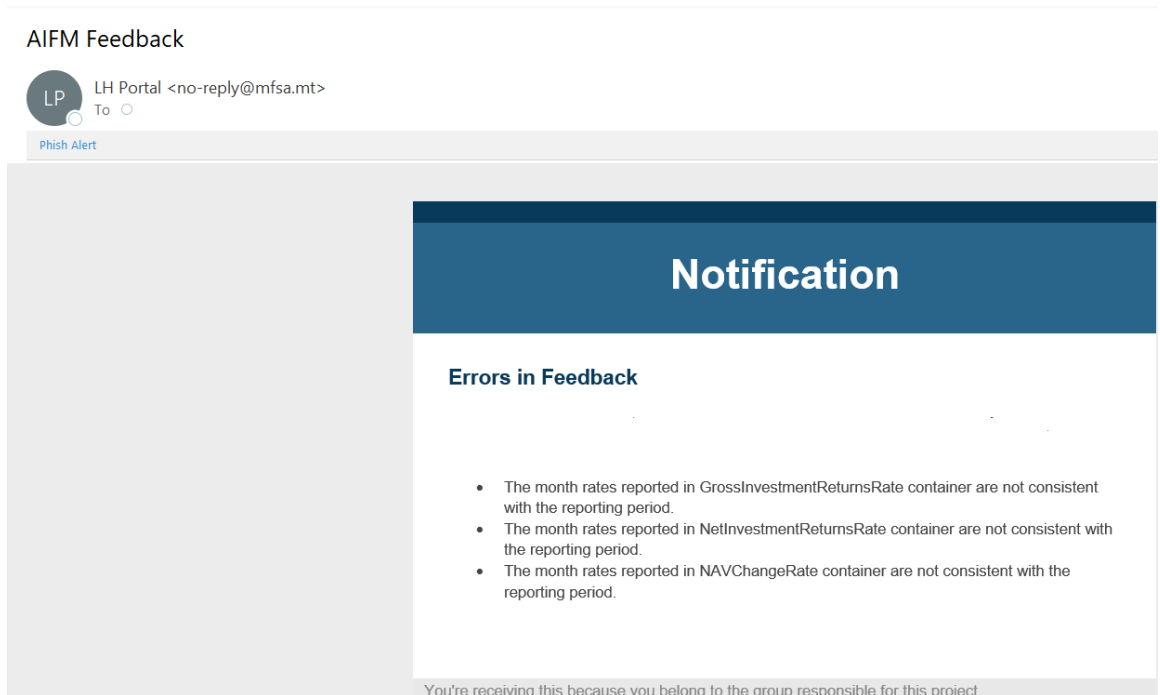 AIFM Feedback
LP
LH Portal <no-reply@mfsa.mt>
To
Phish Alert
Notification
Errors in Feedback
• The month rates reported in GrossInvestmentReturnsRate container are not consistent
with the reporting period.
• The month rates reported in NetInvestmentReturnsRate container are not consistent with
the reporting period.
• The month rates reported in NAVChangeRate container are not consistent with the
reporting period.
You're receiving this because you belong to the group responsible for this project